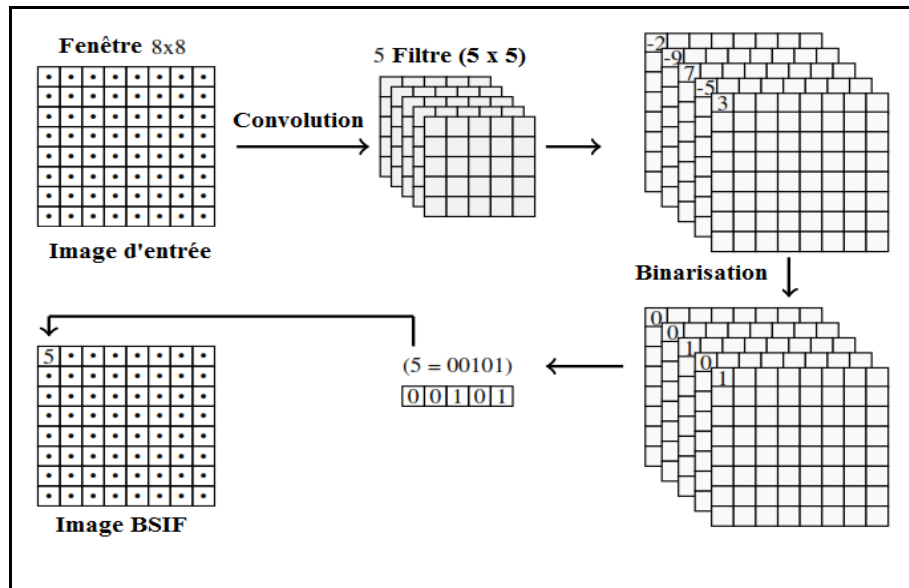 Fenêtre 8x8
5 Filtre (5 x 5)
Convolution
Image d'entrée
-2
-9
7
-5
3
Binarisation
0
0
1
0
1
(5 = 00101)
0 0 1 0 1
5
Image BSIF